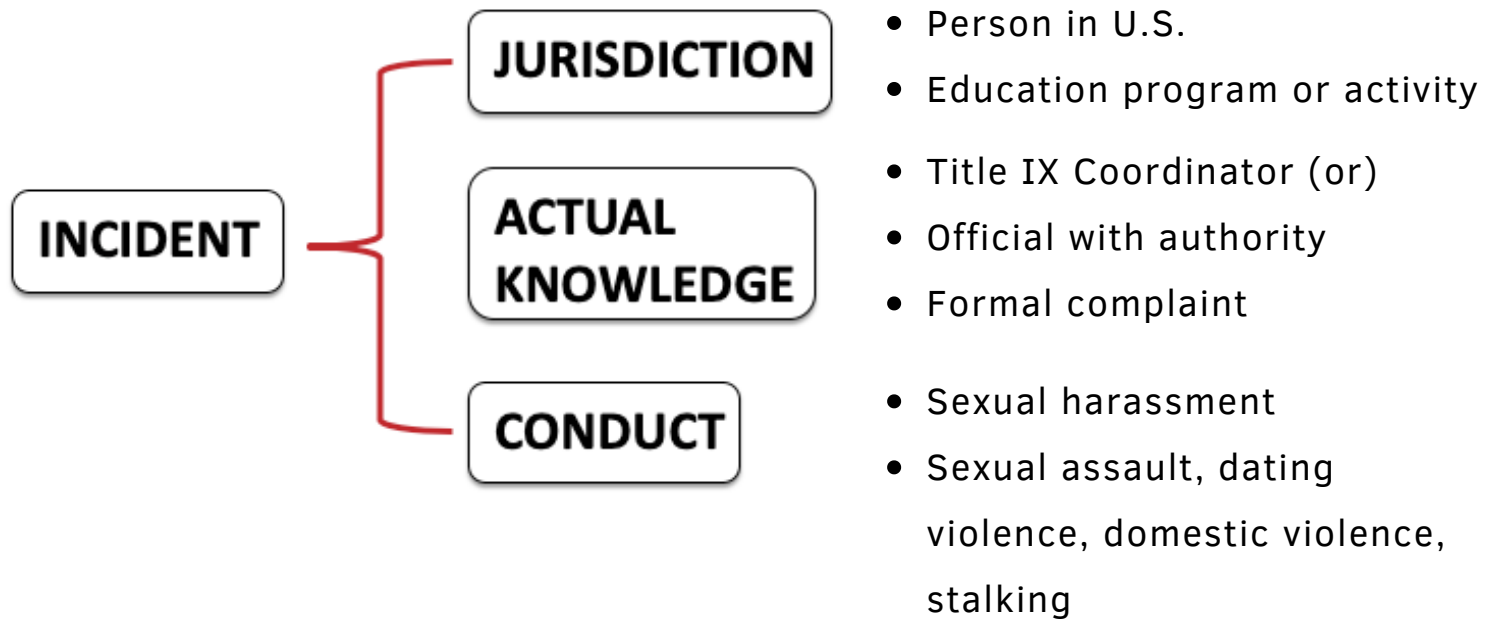 INCIDENT
JURISDICTION
• Person in U.S.
• Education program or activity
ACTUAL
KNOWLEDGE
• Title IX Coordinator (or)
• Official with authority
• Formal complaint
CONDUCT
• Sexual harassment
• Sexual assault, dating
violence, domestic violence,
stalking